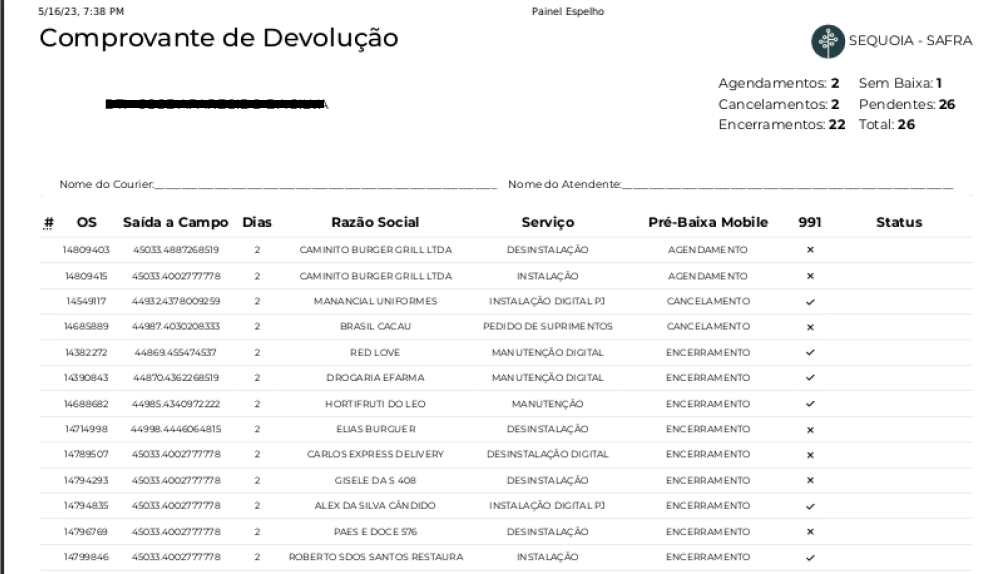 5/16/23, 7:38 PM Painel Espelho
Comprovante de Devolução
SEQUOIA - SAFRA
Agendamentos: 2 Sem Baixa: 1
Cancelamentos: 2 Pendentes: 26
Encerramentos: 22 Total: 26
Nome do Courier:____ Nome do Atendente:____
# OS Saída a Campo Dias Razão Social Serviço Pré-Baixa Mobile 991 Status
14809403 45033.4887268519 2 CAMINITO BURGER GRILL LTDA DESINSTALAÇÃO AGENDAMENTO ×
14809415 45033.4002777778 2 CAMINITO BURGER GRILL LTDA INSTALAÇÃO AGENDAMENTO ×
14549117 44932.4378009259 2 MANANCIAL UNIFORMES INSTALAÇÃO DIGITAL PJ CANCELAMENTO ✓
14685889 44987.4030208333 2 BRASIL CACAU PEDIDO DE SUPRIMENTOS CANCELAMENTO ×
14382272 44869.455474537 2 RED LOVE MANUTENÇÃO DIGITAL ENCERRAMENTO ✓
14390843 44870.4362268519 2 DROGARIA EFARMA MANUTENÇÃO DIGITAL ENCERRAMENTO ✓
14688682 44985.4340972222 2 HORTIFRUTI DO LEO MANUTENÇÃO ENCERRAMENTO ✓
14714998 44998.4446064815 2 ELIAS BURGUER DESINSTALAÇÃO ENCERRAMENTO ×
14789507 45033.4002777778 2 CARLOS EXPRESS DELIVERY DESINSTALAÇÃO DIGITAL ENCERRAMENTO ×
14794293 45033.4002777778 2 GISELE DA S 408 DESINSTALAÇÃO ENCERRAMENTO ×
14794835 45033.4002777778 2 ALEX DA SILVA CÂNDIDO INSTALAÇÃO DIGITAL PJ ENCERRAMENTO ✓
14796769 45033.4002777778 2 PAES E DOCE 576 DESINSTALAÇÃO ENCERRAMENTO ×
14799846 45033.4002777778 2 ROBERTO SDOS SANTOS RESTAURA INSTALAÇÃO ENCERRAMENTO ✓